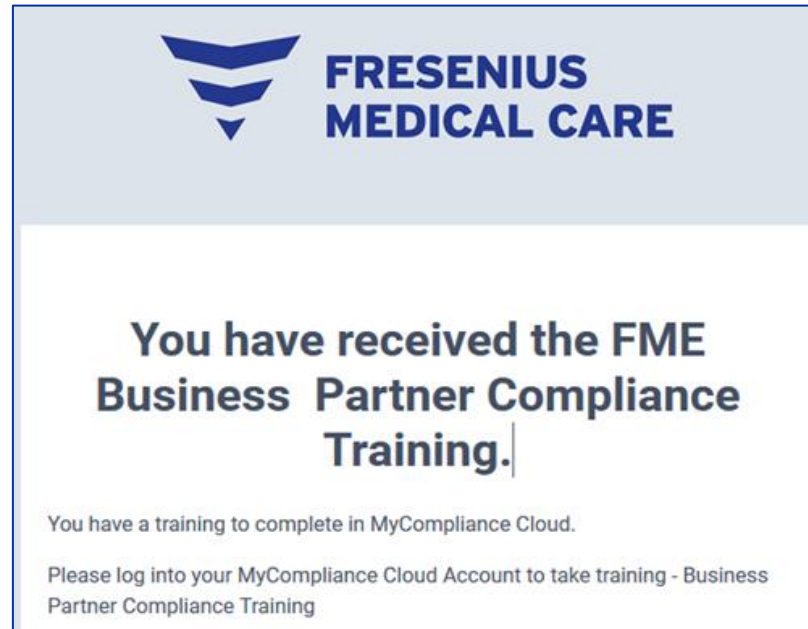 FRESENIUS
MEDICAL CARE
You have received the FME
Business Partner Compliance
Training.
You have a training to complete in MyCompliance Cloud.
Please log into your MyCompliance Cloud Account to take training - Business
Partner Compliance Training